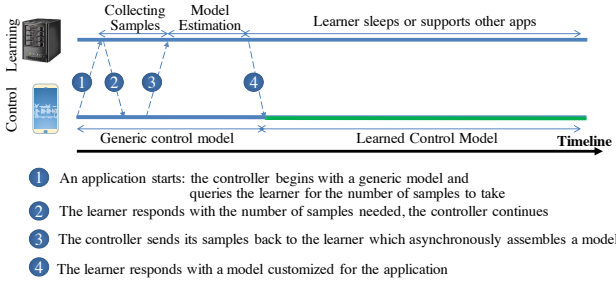 Collecting
Samples
Model
Estimation
Learner sleeps or supports other apps
Learning
1
2
3
4
Control
Generic control model
Learned Control Model
Timeline
1 An application starts: the controller begins with a generic model and
queries the learner for the number of samples to take
2 The learner responds with the number of samples needed, the controller continues
3 The controller sends its samples back to the learner which asynchronously assembles a model
4 The learner responds with a model customized for the application